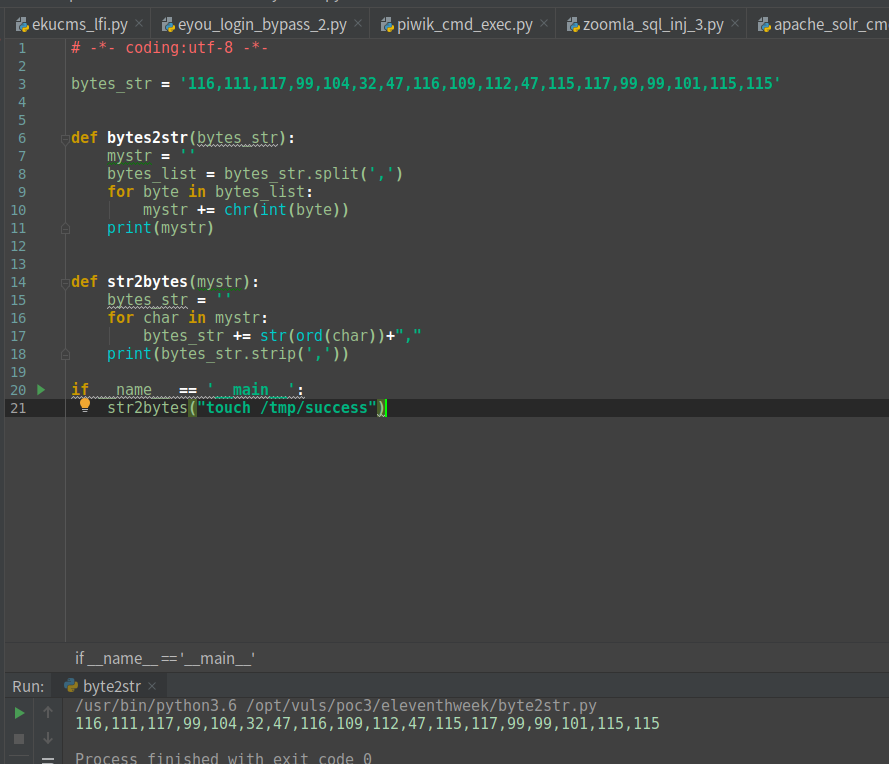 ekucms_lfi.py × eyou_login_bypass_2.py × piwik_cmd_exec.py × zoomla_sql_inj_3.py × apache_solr_cm
1 # -*- coding:utf-8 -*-
2
3 bytes_str = '116,111,117,99,104,32,47,116,109,112,47,115,117,99,99,101,115,115'
4
5
6 def bytes2str(bytes_str):
7     mystr = ''
8     bytes_list = bytes_str.split(',')
9     for byte in bytes_list:
10         mystr += chr(int(byte))
11     print(mystr)
12
13
14 def str2bytes(mystr):
15     bytes_str = ''
16     for char in mystr:
17         bytes_str += str(ord(char))+","
18     print(bytes_str.strip(','))
19
20 if __name__ == '__main__':
21     str2bytes("touch /tmp/success")
if __name__ == '__main__'
Run: byte2str ×
/usr/bin/python3.6 /opt/vuls/poc3/eleventhweek/byte2str.py
116,111,117,99,104,32,47,116,109,112,47,115,117,99,99,101,115,115
Process finished with exit code 0